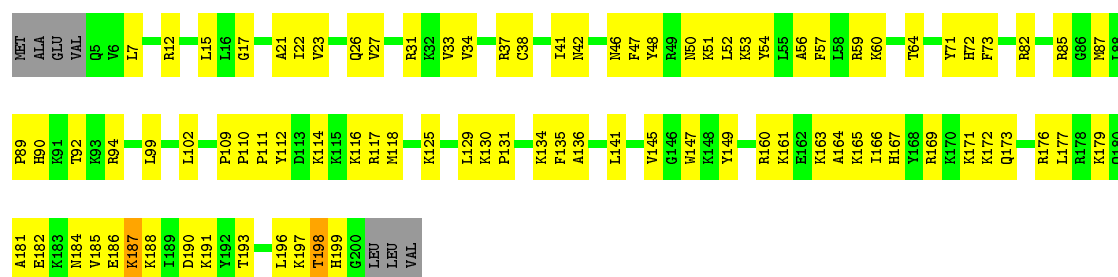 MET ALA GLU VAL Q5 V6 L7 R12 L15 L16 G17 A21 I22 V23 Q26 V27 R31 K32 V33 V34 R37 C38 I41 N42 N46 F47 Y48 R49 N50 K51 L52 K53 Y54 L55 A56 F57 L58 R59 K60 T64 Y71 H72 F73 R82 R85 G86 M87 L88
P89 H90 K91 T92 K93 R94 L99 L102 P109 P110 P111 Y112 D113 K114 K115 K116 R117 M118 K125 L129 K130 P131 K134 F135 A136 L141 V145 G146 W147 K148 Y149 R160 K161 E162 K163 A164 K165 I166 H167 Y168 R169 K170 K171 K172 Q173 R176 L177 R178 K179 Q180
A181 E182 K183 N184 V185 E186 K187 K188 I189 D190 K191 Y192 T193 L196 K197 T198 H199 G200 LEU LEU VAL